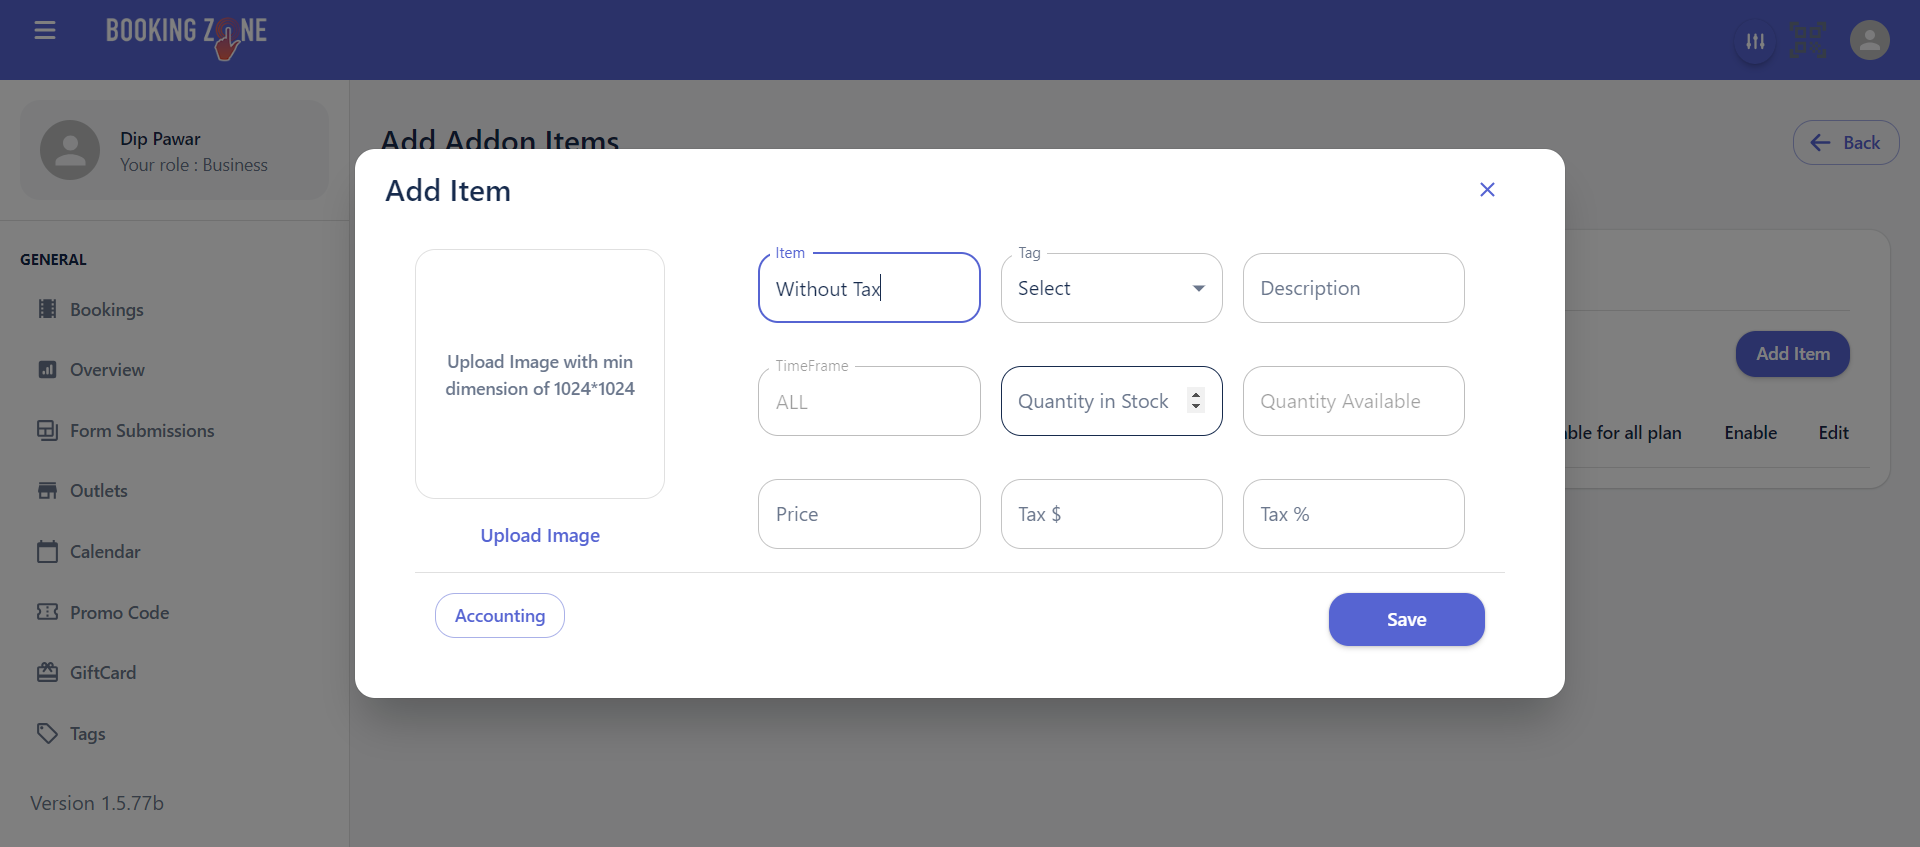 BOOKING ZONE
Dip Pawar
Your role : Business
GENERAL
Bookings
Overview
Form Submissions
Outlets
Calendar
Promo Code
GiftCard
Tags
Version 1.5.77b
Add Addon Items
Back
Add Item
Upload Image with min
dimension of 1024*1024
Upload Image
Item
Without Tax
Tag
Select
Description
TimeFrame
ALL
Quantity in Stock
Quantity Available
Price
Tax $
Tax %
Accounting
Save
Add Item
for all plan
Enable
Edit